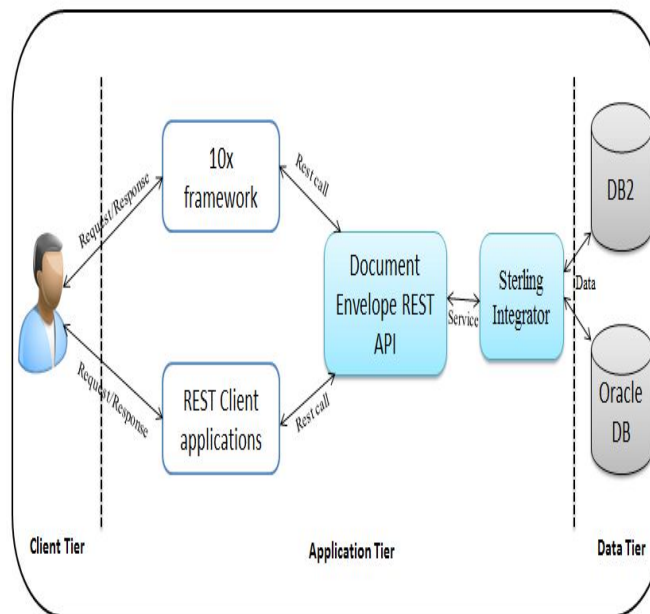 10x
framework
Request/Response
Rest call
DB2
Document
Envelope REST
API
Sterling
Integrator
Service
Data
Request/Response
REST Client
applications
Rest call
Oracle
DB
Client Tier
Application Tier
Data Tier